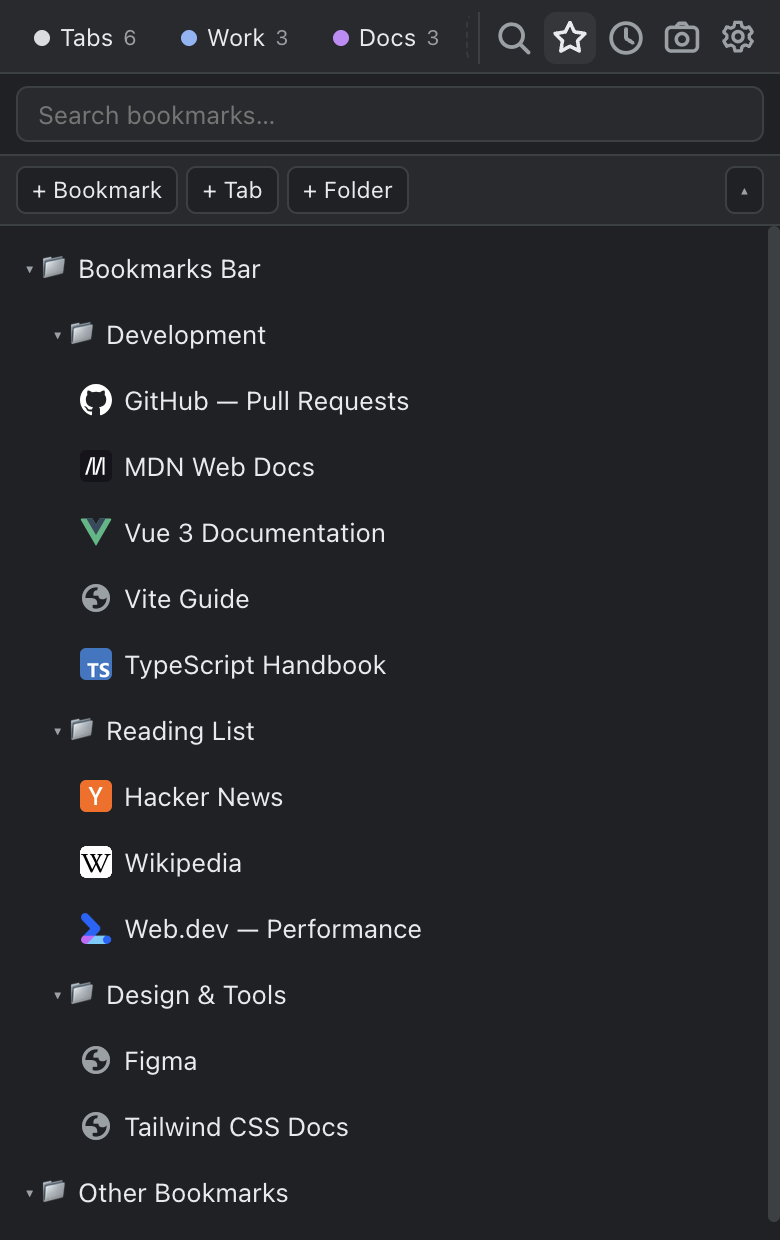 Tabs 6 Work 3 Docs 3
Search bookmarks...
+ Bookmark + Tab + Folder
Bookmarks Bar
Development
GitHub — Pull Requests
MDN Web Docs
Vue 3 Documentation
Vite Guide
TS TypeScript Handbook
Reading List
Y Hacker News
W Wikipedia
Web.dev — Performance
Design & Tools
Figma
Tailwind CSS Docs
Other Bookmarks